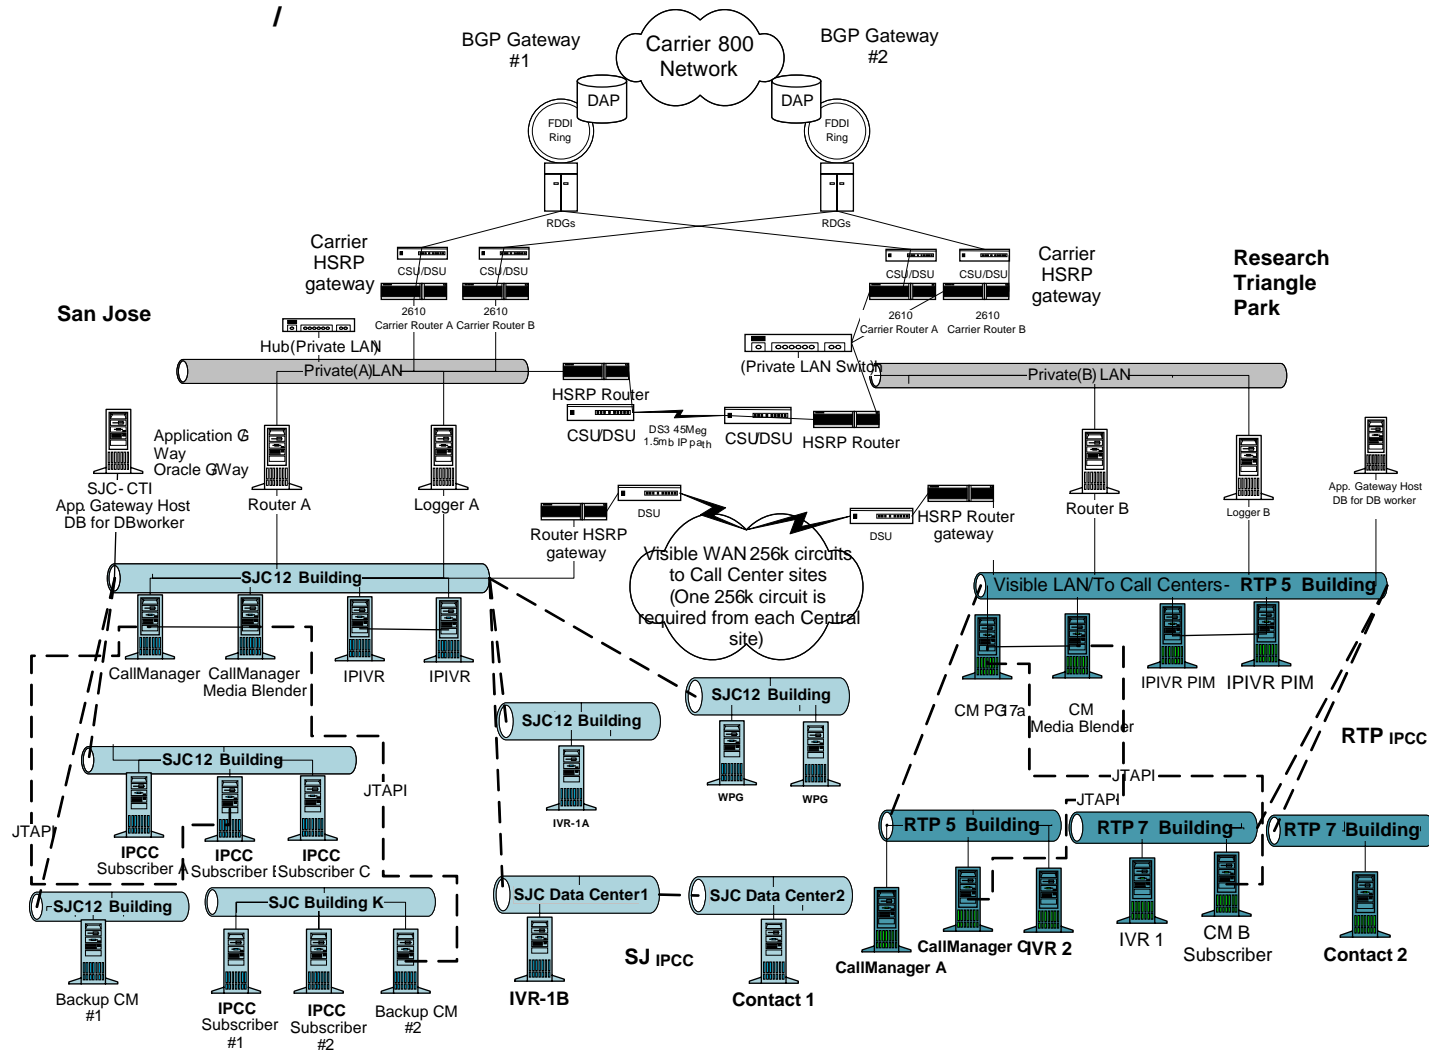 /
BGP Gateway
#1
Carrier 800
Network
BGP Gateway
#2
DAP
DAP
FDDI
Ring
FDDI
Ring
RDGs
RDGs
Carrier
HSRP
gateway
CSU/DSU
CSU/DSU
2610
Carrier Router A
2610
Carrier Router B
CSU/DSU
CSU/DSU
2610
Carrier Router A
2610
Carrier Router B
Carrier
HSRP
gateway
Research
Triangle
Park
San Jose
Hub(Private LAN)
Private(A)LAN
HSRP Router
(Private LAN Switch)
Private(B) LAN
CSU/DSU
DS3 45Meg
1.5mb IP path
CSU/DSU
HSRP Router
Application G
Way
Oracle G/Way
SJC-CTI
App. Gateway Host
DB for DBworker
Router A
Logger A
Router B
Logger B
App. Gateway Host
DB for DB worker
DSU
Router HSRP
gateway
DSU
HSRP Router
gateway
Visible WAN 256k circuits
to Call Center sites
(One 256k circuit is
required from each Central
site)
SJC12 Building
Visible LAN/To Call Centers- RTP 5 Building
CallManager
CallManager
Media Blender
IPIVR
IPIVR
CM PG17a
CM
Media Blender
IPIVR PIM
IPIVR PIM
SJC12 Building
WPG
WPG
SJC12 Building
IVR-1A
RTP IPCC
SJC12 Building
JTAPI
JTAPI
JTAPI
JTAPI
IPCC
Subscriber A
IPCC
Subscriber
IPCC
Subscriber C
RTP 5 Building
RTP 7 Building
RTP 7 Building
SJC12 Building
SJC Building K
SJC Data Center1
SJC Data Center2
SJ IPCC
Backup CM
#1
IPCC
Subscriber
#1
IPCC
Subscriber
#2
Backup CM
#2
IVR-1B
Contact 1
CallManager A
CallManager C
IVR 2
IVR 1
CM B
Subscriber
Contact 2